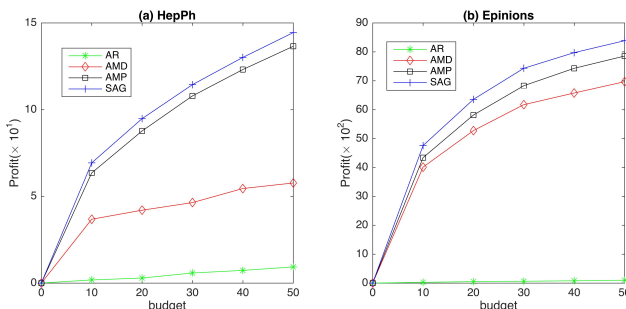 (a) HepPh
Profit(× 10¹)
15
10
5
0
0 10 20 30 40 50
budget
AR
AMD
AMP
SAG
(b) Epinions
Profit(× 10²)
90
80
70
60
50
40
30
20
10
0
0 10 20 30 40 50
budget
AR
AMD
AMP
SAG